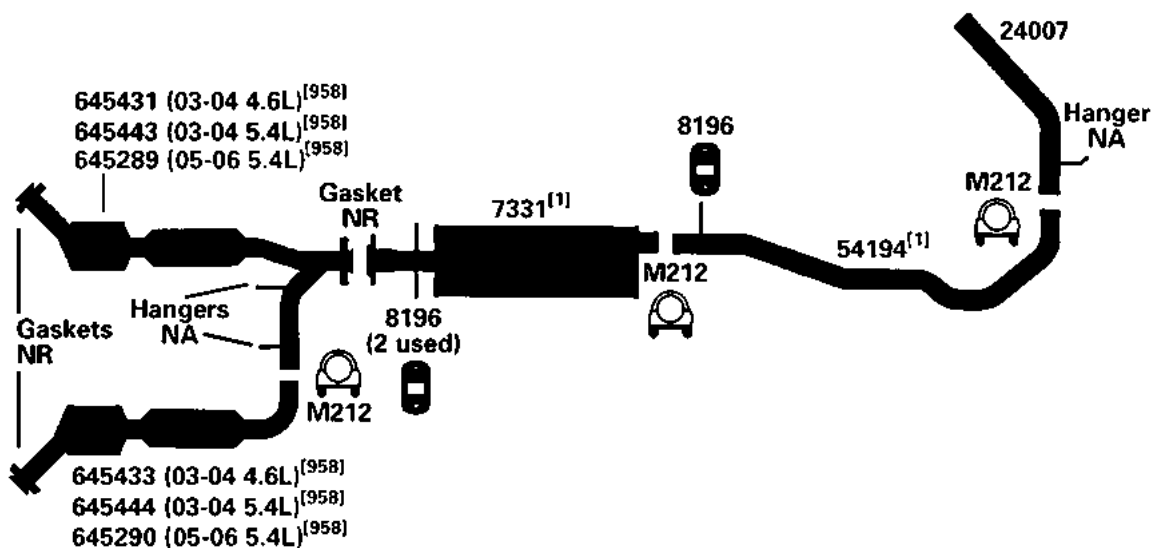 24007
645431 (03-04 4.6L)[958]
645443 (03-04 5.4L)[958]
645289 (05-06 5.4L)[958]
8196
Hanger
NA
Gasket
NR
7331[1]
M212
54194[1]
M212
Hangers
NA
Gaskets
NR
8196
(2 used)
M212
645433 (03-04 4.6L)[958]
645444 (03-04 5.4L)[958]
645290 (05-06 5.4L)[958]